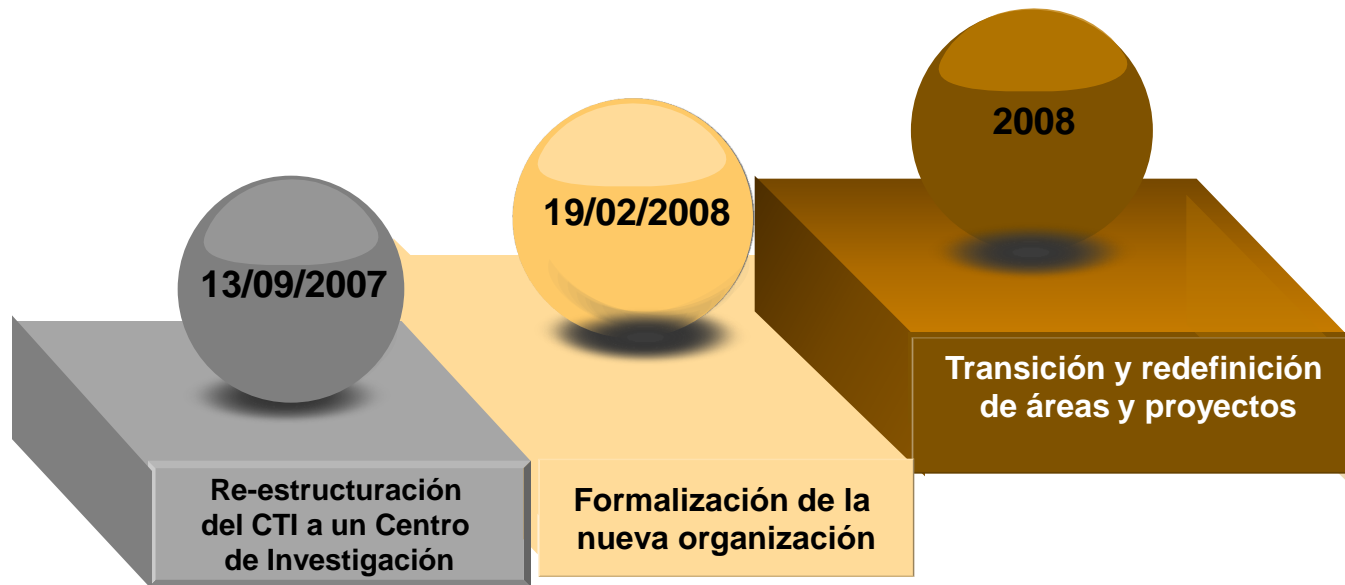 13/09/2007
Re-estructuración
del CTI a un Centro
de Investigación
19/02/2008
Formalización de la
nueva organización
2008
Transición y redefinición
de áreas y proyectos